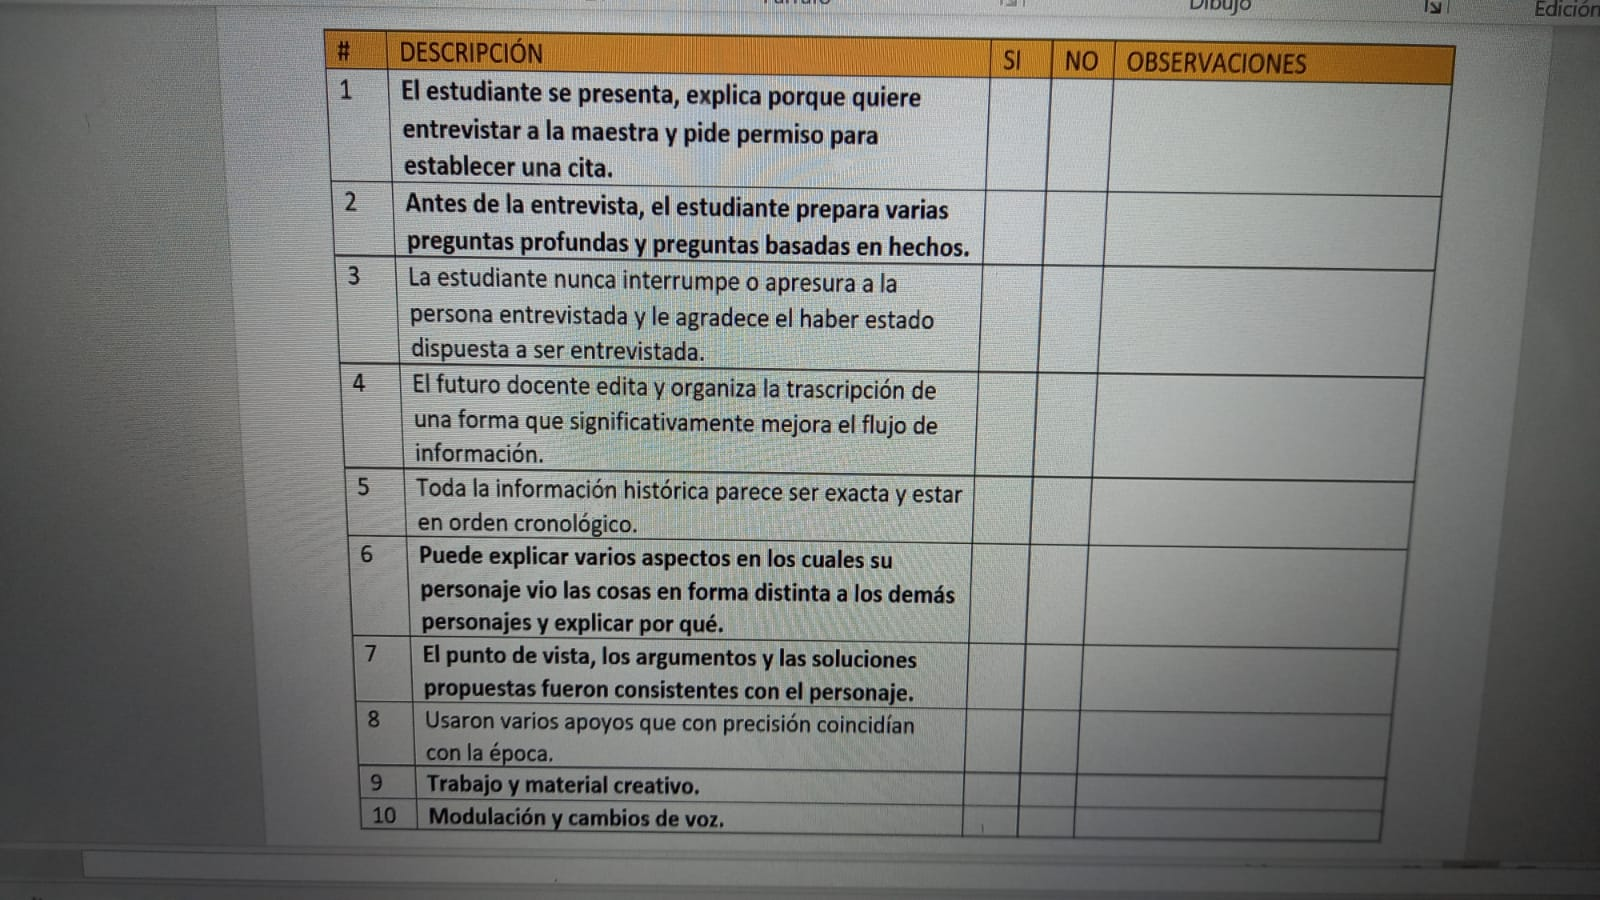 Dibujo
Edición
# DESCRIPCIÓN SI NO OBSERVACIONES
1 El estudiante se presenta, explica porque quiere
entrevistar a la maestra y pide permiso para
establecer una cita.
2 Antes de la entrevista, el estudiante prepara varias
preguntas profundas y preguntas basadas en hechos.
3 La estudiante nunca interrumpe o apresura a la
persona entrevistada y le agradece el haber estado
dispuesta a ser entrevistada.
4 El futuro docente edita y organiza la trascripción de
una forma que significativamente mejora el flujo de
información.
5 Toda la información histórica parece ser exacta y estar
en orden cronológico.
6 Puede explicar varios aspectos en los cuales su
personaje vio las cosas en forma distinta a los demás
personajes y explicar por qué.
7 El punto de vista, los argumentos y las soluciones
propuestas fueron consistentes con el personaje.
8 Usaron varios apoyos que con precisión coincidían
con la época.
9 Trabajo y material creativo.
10 Modulación y cambios de voz.